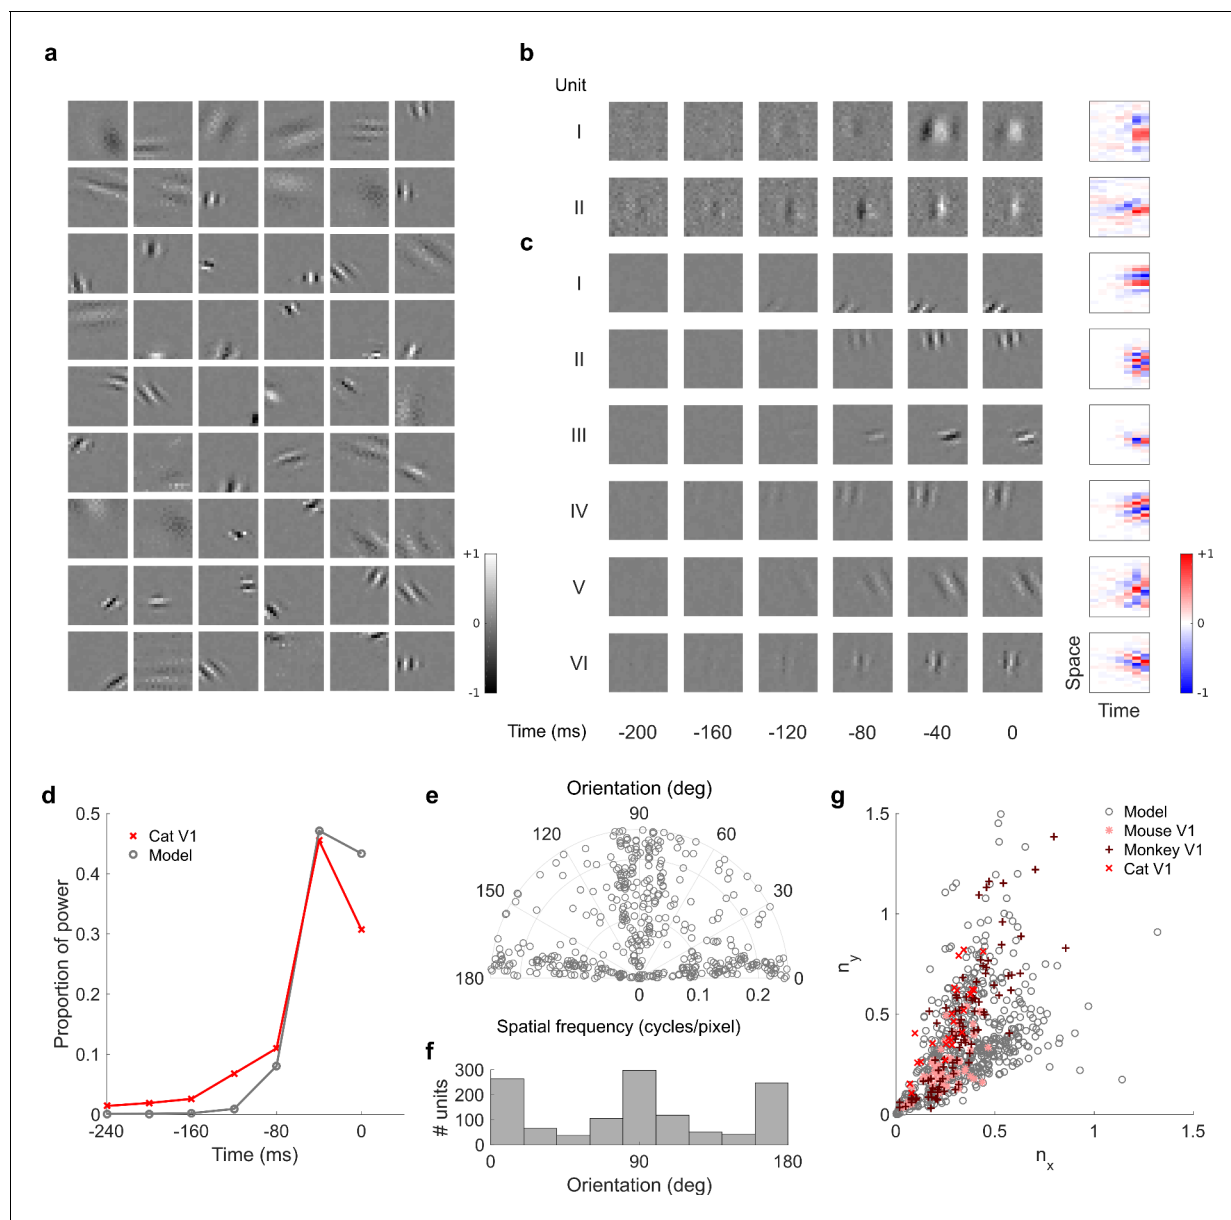 a
b
Unit
I
II
c
I
II
III
IV
V
VI
+1
0
-1
+1
0
-1
Space
Time
Time (ms) -200 -160 -120 -80 -40 0
d
Cat V1
Model
0.5
0.4
0.3
0.2
0.1
0
Proportion of power
-240 -160 -80 0
Time (ms)
e
Orientation (deg)
90
120 60
150 30
180 0
0 0.1 0.2
Spatial frequency (cycles/pixel)
f
300
200
100
0
# units
0 90 180
Orientation (deg)
g
Model
Mouse V1
Monkey V1
Cat V1
1.5
1
0.5
0
n_y
0 0.5 1 1.5
n_x